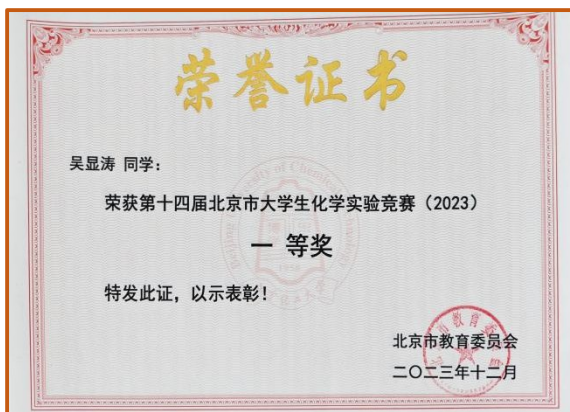 荣誉证书
吴显涛 同学：
荣获第十四届北京市大学生化学实验竞赛（2023）
一 等奖
特发此证，以示表彰！
北京市教育委员会
二〇二三年十二月